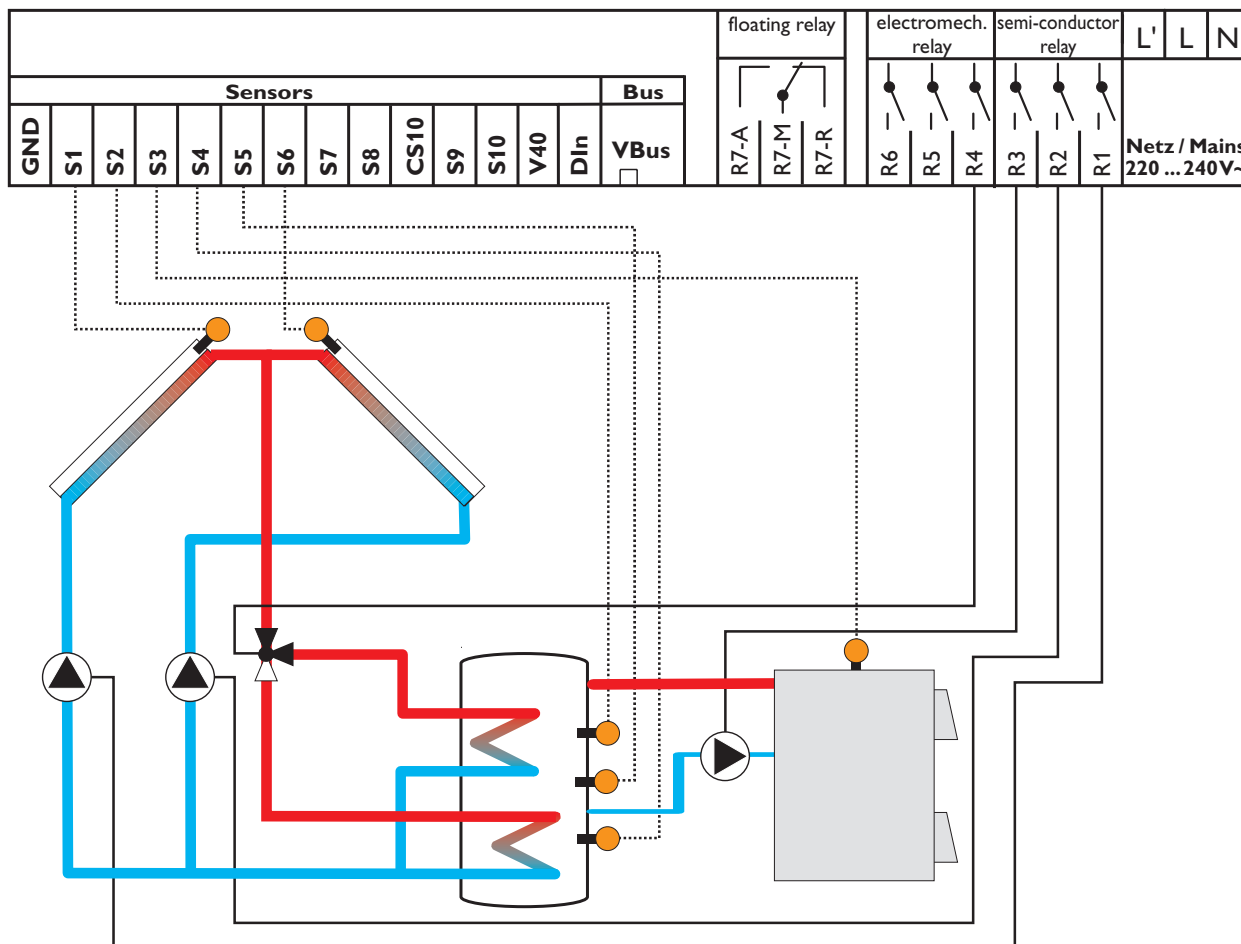 floating relay
electromech. relay
semi-conductor relay
L'
L
N
Sensors
Bus
GND
S1
S2
S3
S4
S5
S6
S7
S8
CS10
S9
S10
V40
DIn
VBus
R7-A
R7-M
R7-R
R6
R5
R4
R3
R2
R1
Netz / Mains
220 ... 240 V~